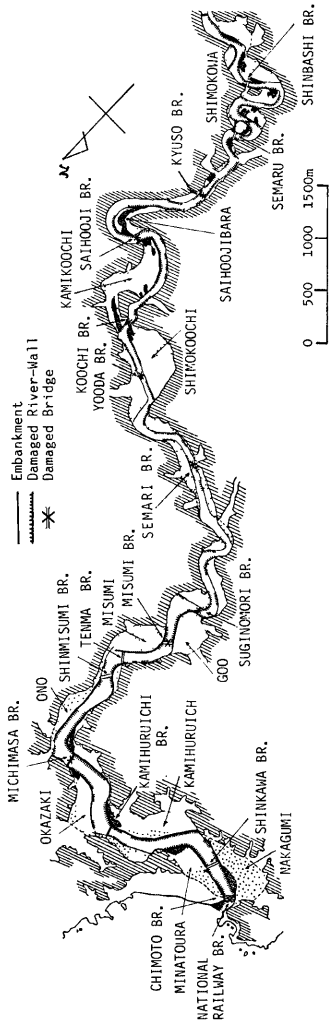 Embankment
Damaged River-Wall
Damaged Bridge
N
0 500 1000 1500m
SHINBASHI BR.
SHIMOKOWA
SEMARU BR.
KYUSO BR.
SAIHOOJIBARA
SAIHOOJI BR.
KAMIKOOCHI
KOOCHI BR.
YOODA BR.
SHIMOKOOCHI
SEMARI BR.
SUGINOMORI BR.
GOO
MISUMI BR.
MISUMI
TENMA BR.
SHINMISUMI BR.
ONO
MICHIMASA BR.
OKAZAKI
KAMIHURUICHI
BR.
KAMIHURUICH
SHINKAWA BR.
NAKAGUMI
CHIMOTO BR.
MINATOURA
NATIONAL
RAILWAY BR.